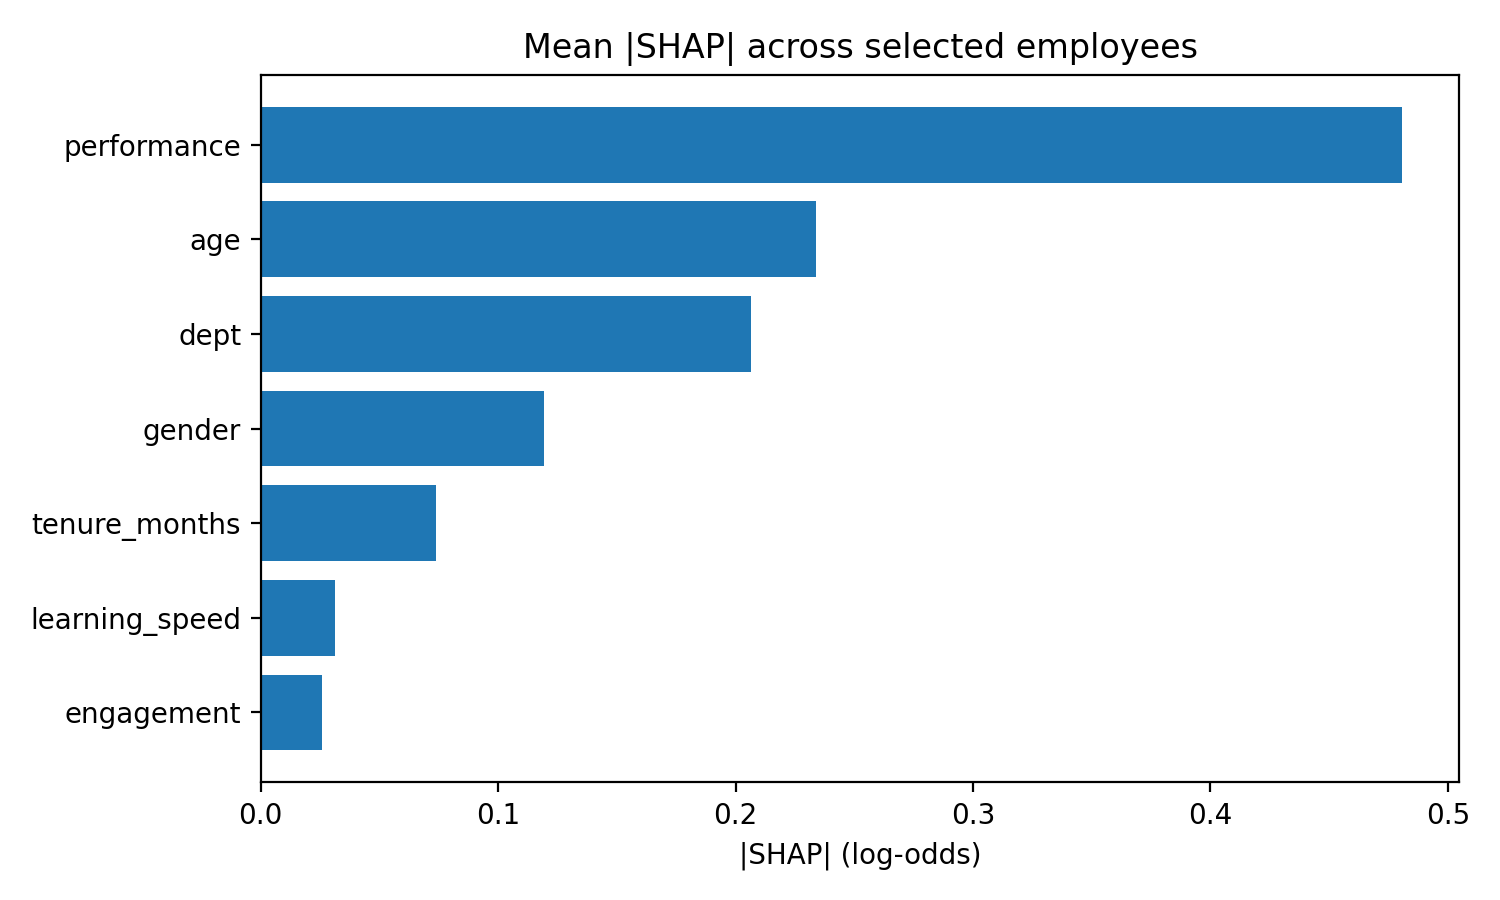 Mean |SHAP| across selected employees
performance
age
dept
gender
tenure_months
learning_speed
engagement
0.0 0.1 0.2 0.3 0.4 0.5
|SHAP| (log-odds)